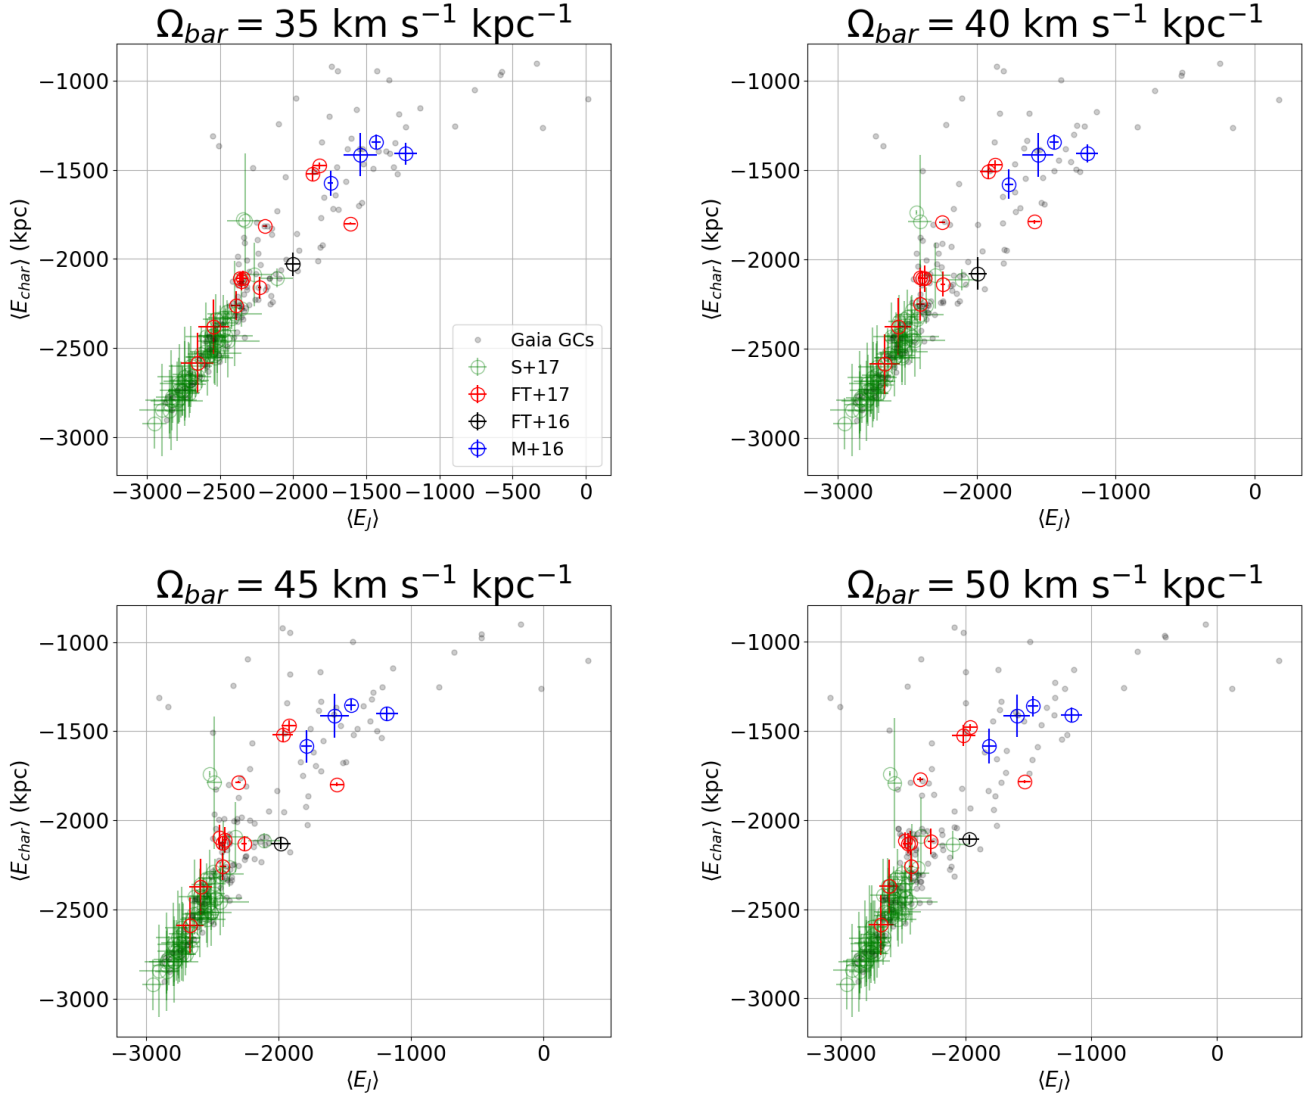 Ω_bar = 35 km s⁻¹ kpc⁻¹
−1000
−1500
−2000
−2500
−3000
⟨E_char⟩ (kpc)
Gaia GCs
S+17
FT+17
FT+16
M+16
−3000 −2500 −2000 −1500 −1000 −500 0
⟨E_J⟩
Ω_bar = 40 km s⁻¹ kpc⁻¹
−1000
−1500
−2000
−2500
−3000
⟨E_char⟩ (kpc)
−3000 −2000 −1000 0
⟨E_J⟩
Ω_bar = 45 km s⁻¹ kpc⁻¹
−1000
−1500
−2000
−2500
−3000
⟨E_char⟩ (kpc)
−3000 −2000 −1000 0
⟨E_J⟩
Ω_bar = 50 km s⁻¹ kpc⁻¹
−1000
−1500
−2000
−2500
−3000
⟨E_char⟩ (kpc)
−3000 −2000 −1000 0
⟨E_J⟩